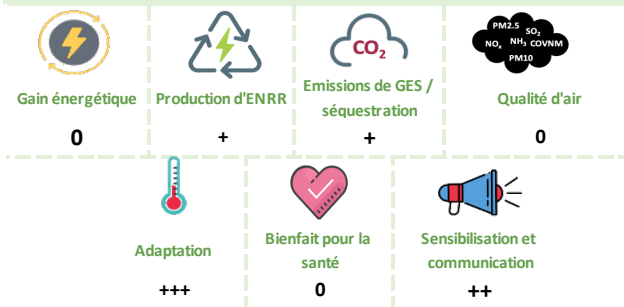 CO₂
PM2.5
SO₂
NOₓ
NH₃
COVNM
PM10
Gain énergétique
Production d'ENRR
Emissions de GES /
séquestration
Qualité d'air
0
+
+
0
Adaptation
Bienfait pour la
santé
Sensibilisation et
communication
+++
0
++